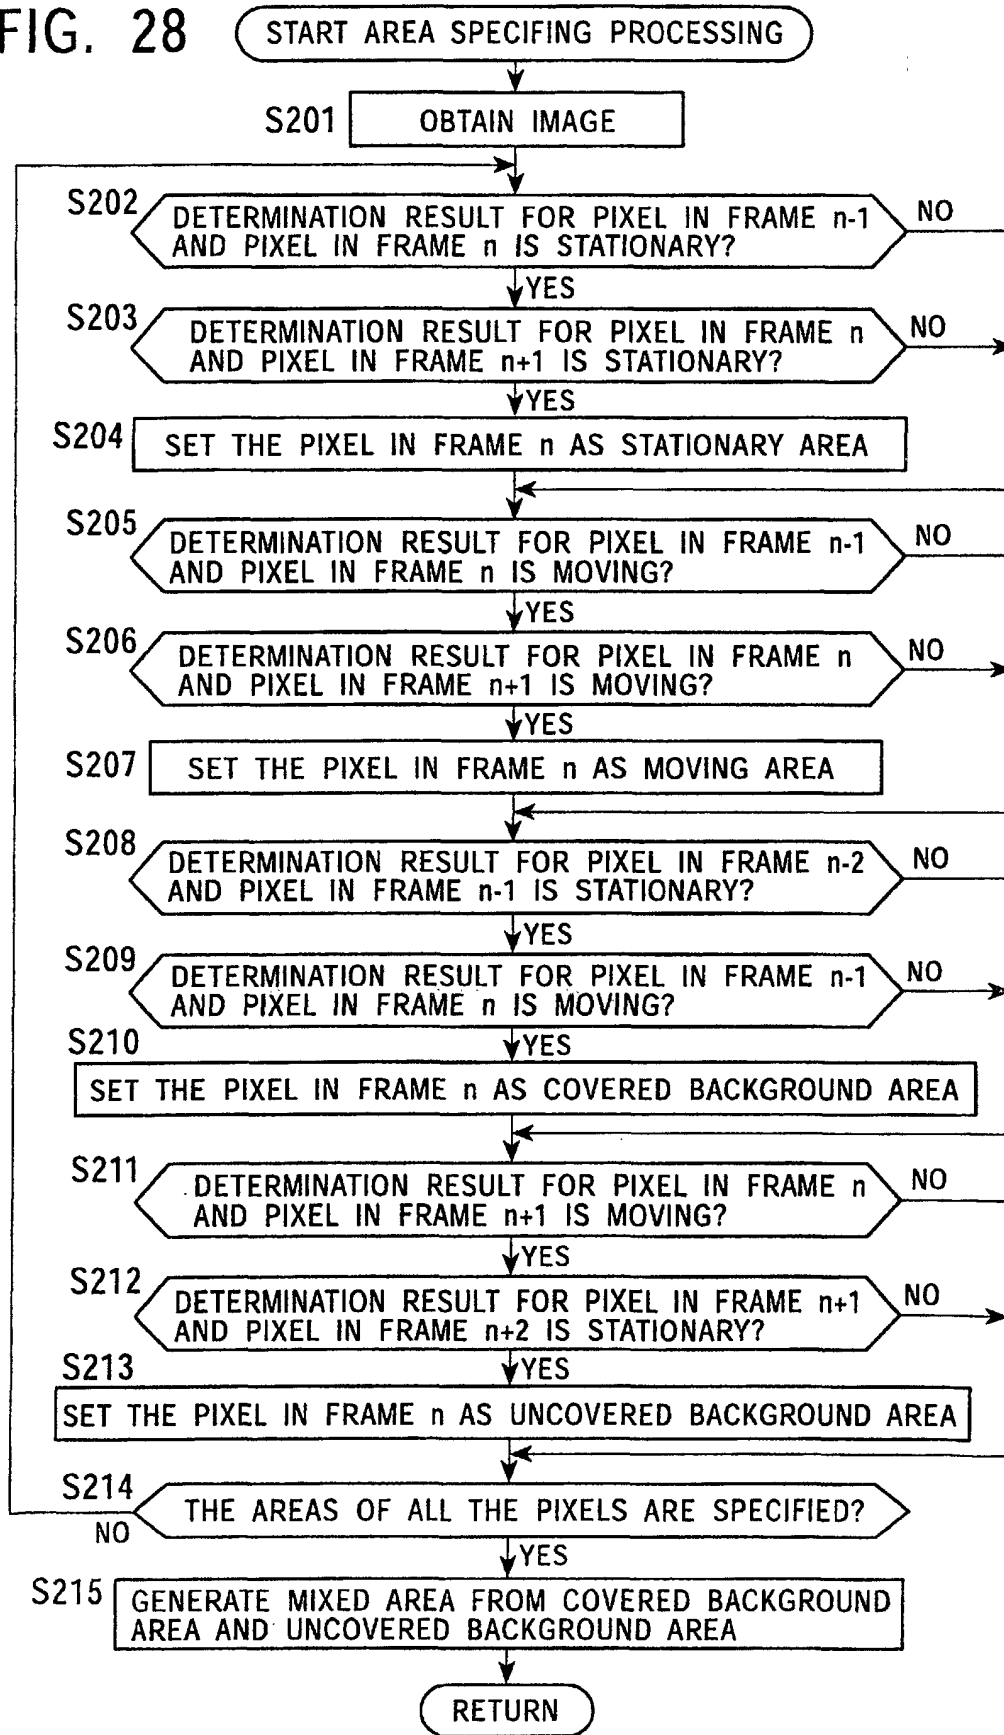 FIG. 28
START AREA SPECIFING PROCESSING
S201
OBTAIN IMAGE
S202
DETERMINATION RESULT FOR PIXEL IN FRAME n-1
AND PIXEL IN FRAME n IS STATIONARY?
NO
YES
S203
DETERMINATION RESULT FOR PIXEL IN FRAME n
AND PIXEL IN FRAME n+1 IS STATIONARY?
NO
YES
S204
SET THE PIXEL IN FRAME n AS STATIONARY AREA
S205
DETERMINATION RESULT FOR PIXEL IN FRAME n-1
AND PIXEL IN FRAME n IS MOVING?
NO
YES
S206
DETERMINATION RESULT FOR PIXEL IN FRAME n
AND PIXEL IN FRAME n+1 IS MOVING?
NO
YES
S207
SET THE PIXEL IN FRAME n AS MOVING AREA
S208
DETERMINATION RESULT FOR PIXEL IN FRAME n-2
AND PIXEL IN FRAME n-1 IS STATIONARY?
NO
YES
S209
DETERMINATION RESULT FOR PIXEL IN FRAME n-1
AND PIXEL IN FRAME n IS MOVING?
NO
YES
S210
SET THE PIXEL IN FRAME n AS COVERED BACKGROUND AREA
S211
DETERMINATION RESULT FOR PIXEL IN FRAME n
AND PIXEL IN FRAME n+1 IS MOVING?
NO
YES
S212
DETERMINATION RESULT FOR PIXEL IN FRAME n+1
AND PIXEL IN FRAME n+2 IS STATIONARY?
NO
YES
S213
SET THE PIXEL IN FRAME n AS UNCOVERED BACKGROUND AREA
S214
THE AREAS OF ALL THE PIXELS ARE SPECIFIED?
NO
YES
S215
GENERATE MIXED AREA FROM COVERED BACKGROUND
AREA AND UNCOVERED BACKGROUND AREA
RETURN